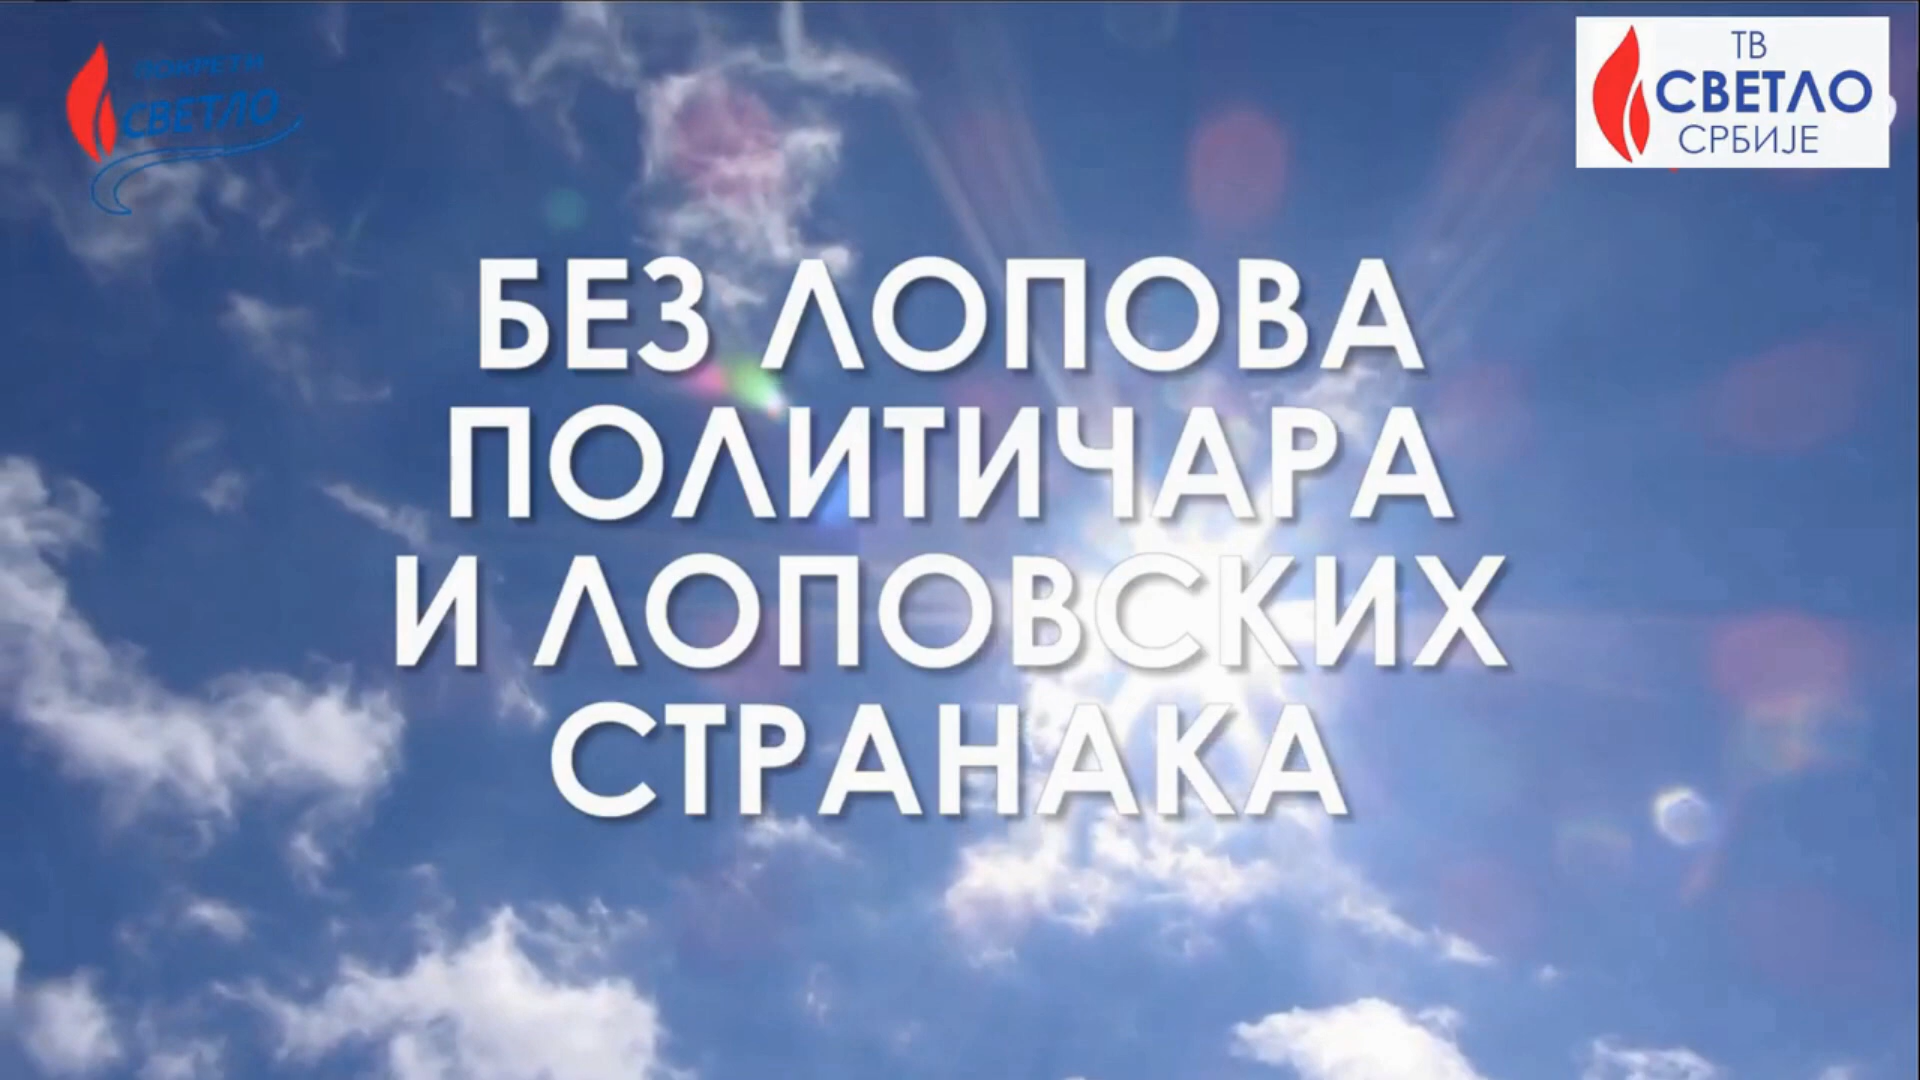 ПОКРЕТИ
СВЕТЛО
ТВ
СВЕТЛО
СРБИЈЕ
БЕЗ ЛОПОВА
ПОЛИТИЧАРА
И ЛОПОВСКИХ
СТРАНАКА